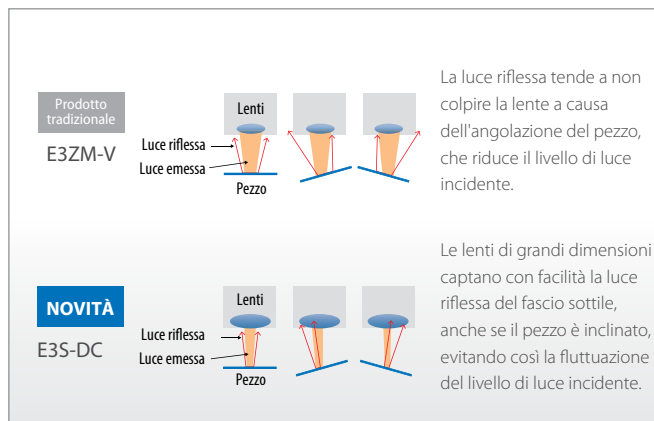 Prodotto
tradizionale
E3ZM-V
Lenti
Luce riflessa
Luce emessa
Pezzo
La luce riflessa tende a non
colpire la lente a causa
dell'angolazione del pezzo,
che riduce il livello di luce
incidente.
NOVITÀ
E3S-DC
Lenti
Luce riflessa
Luce emessa
Pezzo
Le lenti di grandi dimensioni
captano con facilità la luce
riflessa del fascio sottile,
anche se il pezzo è inclinato,
evitando così la fluttuazione
del livello di luce incidente.